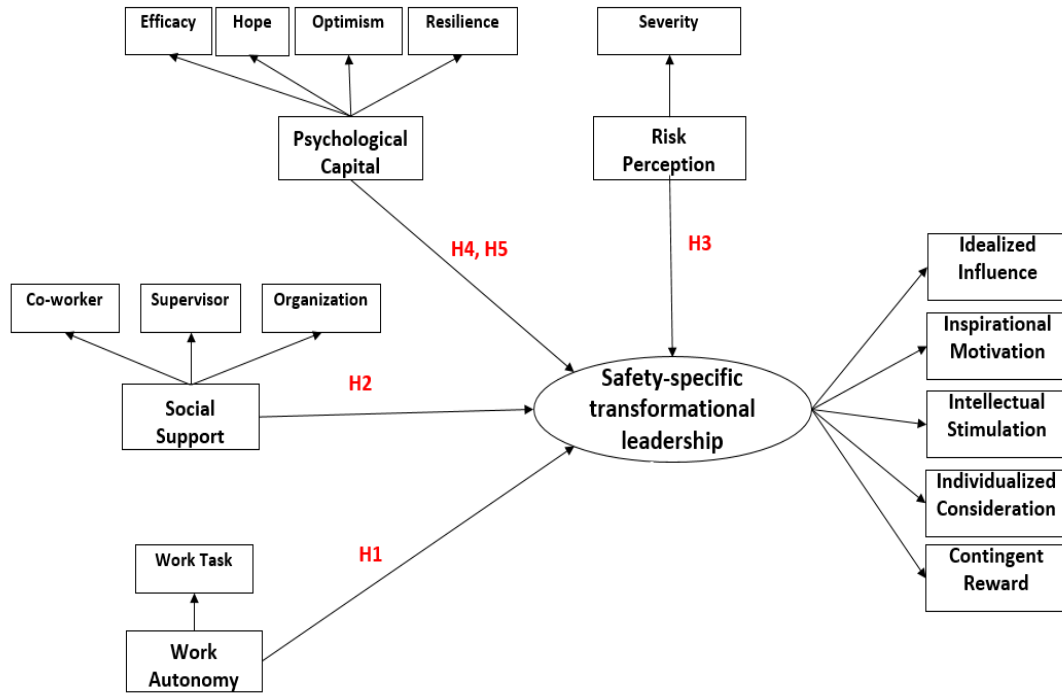 Efficacy
Hope
Optimism
Resilience
Severity
Psychological
Capital
Risk
Perception
H4, H5
H3
Idealized
Influence
Co-worker
Supervisor
Organization
Inspirational
Motivation
H2
Safety-specific
transformational
leadership
Social
Support
Intellectual
Stimulation
Individualized
Consideration
H1
Work Task
Contingent
Reward
Work
Autonomy